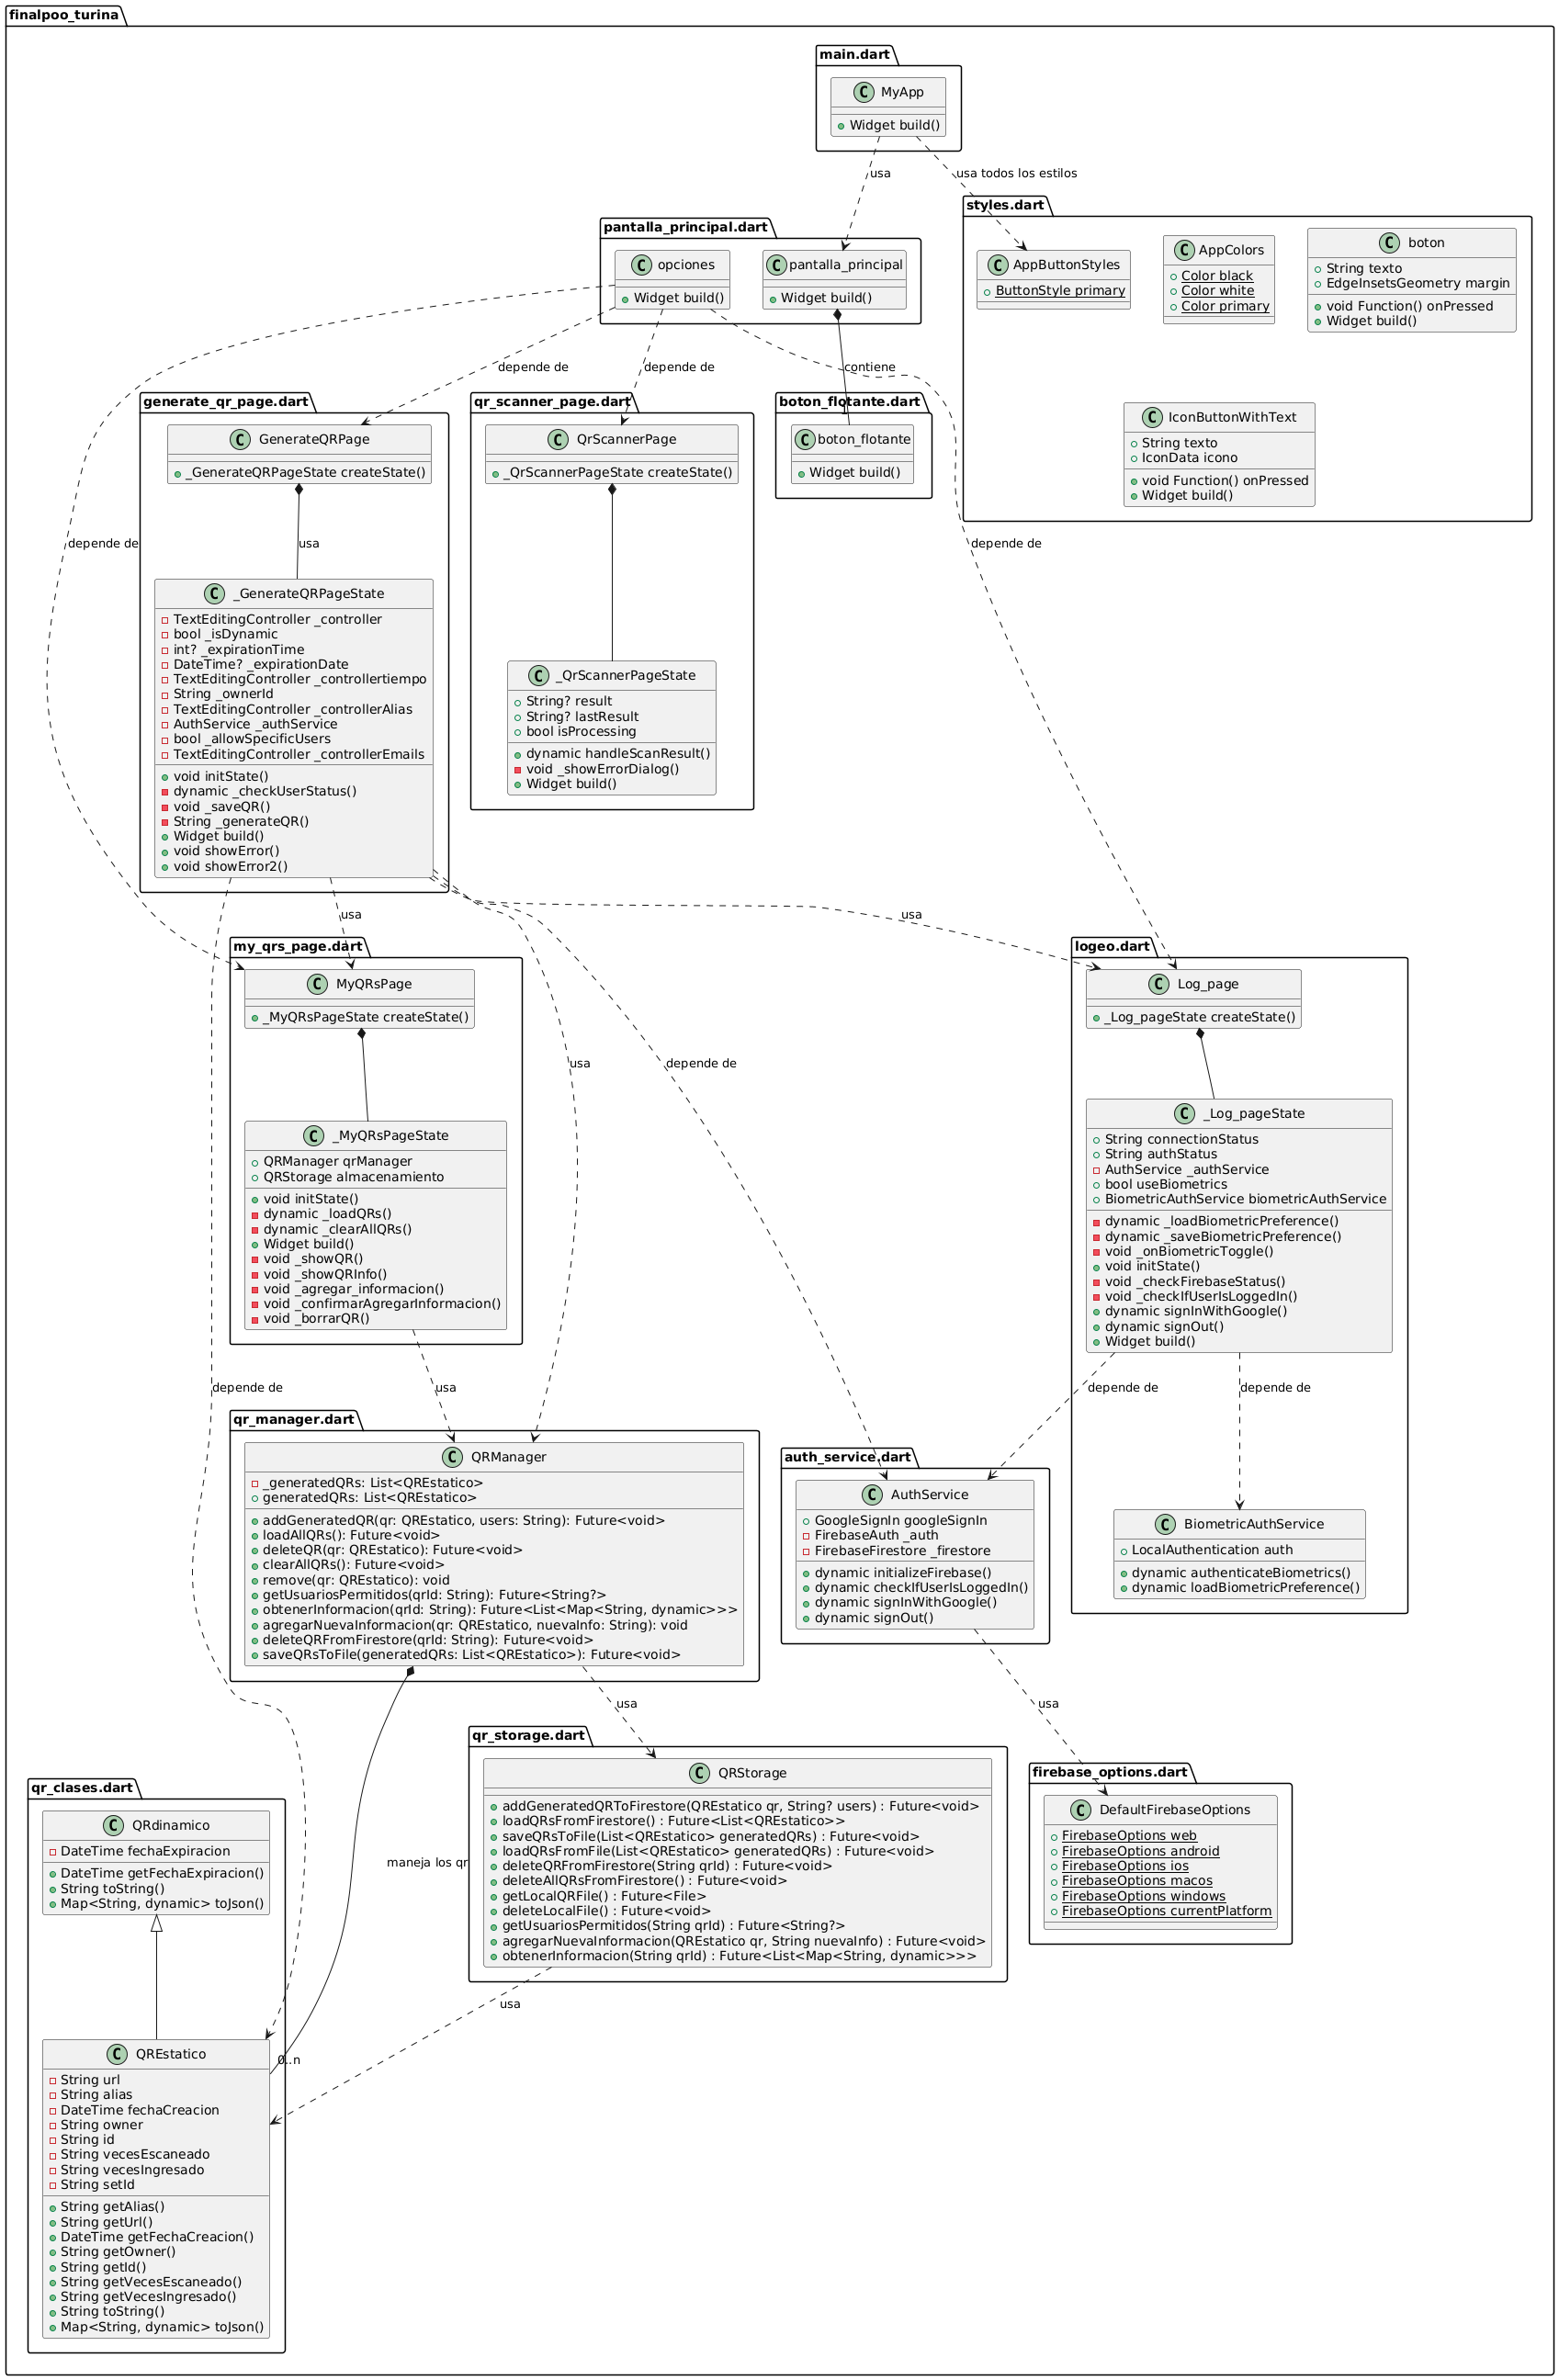 finalpoo_turina
main.dart
C MyApp
Widget build()
usa
usa todos los estilos
pantalla_principal.dart
C opciones
Widget build()
C pantalla_principal
Widget build()
styles.dart
C AppButtonStyles
ButtonStyle primary
C AppColors
Color black
Color white
Color primary
C boton
String texto
EdgeInsetsGeometry margin
void Function() onPressed
Widget build()
C IconButtonWithText
String texto
IconData icono
void Function() onPressed
Widget build()
depende de
depende de
contiene
1
depende de
depende de
generate_qr_page.dart
C GenerateQRPage
_GenerateQRPageState createState()
usa
C _GenerateQRPageState
TextEditingController _controller
bool _isDynamic
int? _expirationTime
DateTime? _expirationDate
TextEditingController _controllertiempo
String _ownerId
TextEditingController _controllerAlias
AuthService _authService
bool _allowSpecificUsers
TextEditingController _controllerEmails
void initState()
dynamic _checkUserStatus()
void _saveQR()
String _generateQR()
Widget build()
void showError()
void showError2()
qr_scanner_page.dart
C QrScannerPage
_QrScannerPageState createState()
C _QrScannerPageState
String? result
String? lastResult
bool isProcessing
dynamic handleScanResult()
void _showErrorDialog()
Widget build()
boton_flotante.dart
C boton_flotante
Widget build()
usa
usa
usa
depende de
depende de
my_qrs_page.dart
C MyQRsPage
_MyQRsPageState createState()
C _MyQRsPageState
QRManager qrManager
QRStorage almacenamiento
void initState()
dynamic _loadQRs()
dynamic _clearAllQRs()
Widget build()
void _showQR()
void _showQRInfo()
void _agregar_informacion()
void _confirmarAgregarInformacion()
void _borrarQR()
usa
logeo.dart
C Log_page
_Log_pageState createState()
C _Log_pageState
String connectionStatus
String authStatus
AuthService _authService
bool useBiometrics
BiometricAuthService biometricAuthService
dynamic _loadBiometricPreference()
dynamic _saveBiometricPreference()
void _onBiometricToggle()
void initState()
void _checkFirebaseStatus()
void _checkIfUserIsLoggedIn()
dynamic signInWithGoogle()
dynamic signOut()
Widget build()
depende de
depende de
C BiometricAuthService
LocalAuthentication auth
dynamic authenticateBiometrics()
dynamic loadBiometricPreference()
qr_manager.dart
C QRManager
_generatedQRs: List<QREstatico>
generatedQRs: List<QREstatico>
addGeneratedQR(qr: QREstatico, users: String): Future<void>
loadAllQRs(): Future<void>
deleteQR(qr: QREstatico): Future<void>
clearAllQRs(): Future<void>
remove(qr: QREstatico): void
getUsuariosPermitidos(qrId: String): Future<String?>
obtenerInformacion(qrId: String): Future<List<Map<String, dynamic>>>
agregarNuevaInformacion(qr: QREstatico, nuevaInfo: String): void
deleteQRFromFirestore(qrId: String): Future<void>
saveQRsToFile(generatedQRs: List<QREstatico>): Future<void>
auth_service.dart
C AuthService
GoogleSignIn googleSignIn
FirebaseAuth _auth
FirebaseFirestore _firestore
dynamic initializeFirebase()
dynamic checkIfUserIsLoggedIn()
dynamic signInWithGoogle()
dynamic signOut()
usa
usa
maneja los qr
0..n
qr_storage.dart
C QRStorage
addGeneratedQRToFirestore(QREstatico qr, String? users) : Future<void>
loadQRsFromFirestore() : Future<List<QREstatico>>
saveQRsToFile(List<QREstatico> generatedQRs) : Future<void>
loadQRsFromFile(List<QREstatico> generatedQRs) : Future<void>
deleteQRFromFirestore(String qrId) : Future<void>
deleteAllQRsFromFirestore() : Future<void>
getLocalQRFile() : Future<File>
deleteLocalFile() : Future<void>
getUsuariosPermitidos(String qrId) : Future<String?>
agregarNuevaInformacion(QREstatico qr, String nuevaInfo) : Future<void>
obtenerInformacion(String qrId) : Future<List<Map<String, dynamic>>>
usa
firebase_options.dart
C DefaultFirebaseOptions
FirebaseOptions web
FirebaseOptions android
FirebaseOptions ios
FirebaseOptions macos
FirebaseOptions windows
FirebaseOptions currentPlatform
qr_clases.dart
C QRdinamico
DateTime fechaExpiracion
DateTime getFechaExpiracion()
String toString()
Map<String, dynamic> toJson()
C QREstatico
String url
String alias
DateTime fechaCreacion
String owner
String id
String vecesEscaneado
String vecesIngresado
String setId
String getAlias()
String getUrl()
DateTime getFechaCreacion()
String getOwner()
String getId()
String getVecesEscaneado()
String getVecesIngresado()
String toString()
Map<String, dynamic> toJson()